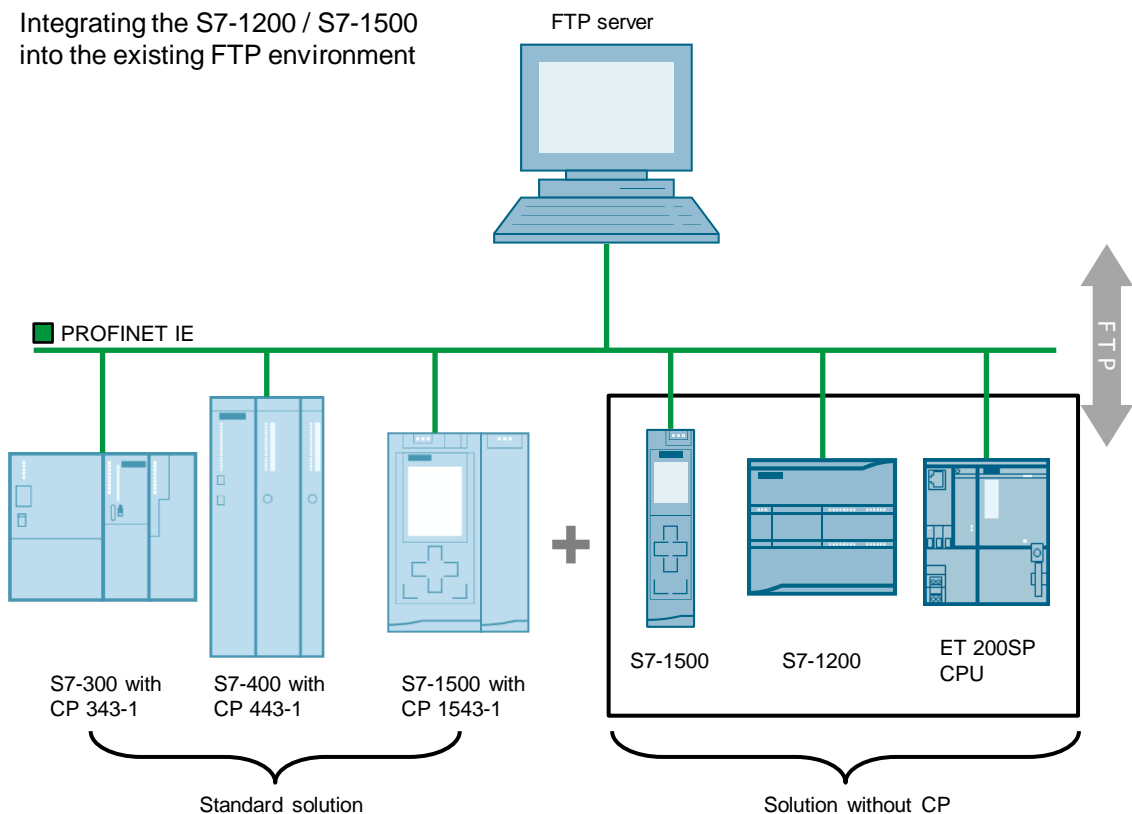 Integrating the S7-1200 / S7-1500
into the existing FTP environment
FTP server
PROFINET IE
FTP
S7-300 with
CP 343-1
S7-400 with
CP 443-1
S7-1500 with
CP 1543-1
S7-1500
S7-1200
ET 200SP
CPU
Standard solution
Solution without CP